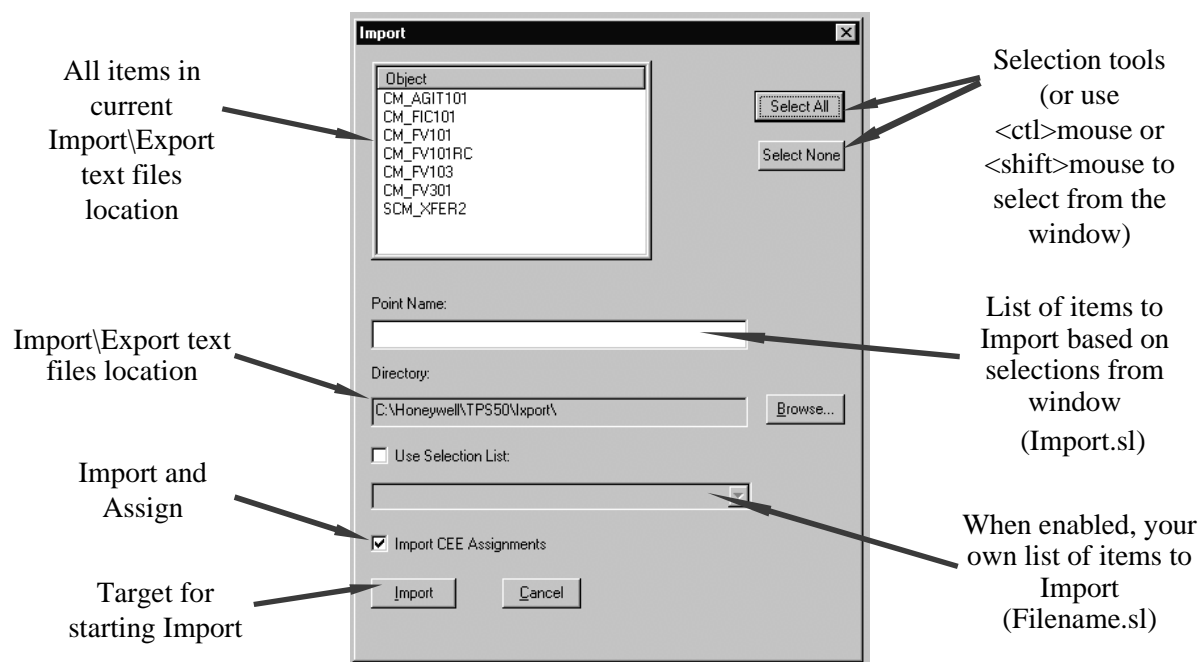 All items in
current
Import\Export
text files
location
Import\Export text
files location
Import and
Assign
Target for
starting Import
Import
Object
CM_AGIT101
CM_FIC101
CM_FV101
CM_FV101RC
CM_FV103
CM_FV301
SCM_XFER2
Select All
Select None
Point Name:
Directory:
C:\Honeywell\TPS50\Ixport\
Browse...
Use Selection List:
Import CEE Assignments
Import
Cancel
Selection tools
(or use
<ctl>mouse or
<shift>mouse to
select from the
window)
List of items to
Import based on
selections from
window
(Import.sl)
When enabled, your
own list of items to
Import
(Filename.sl)